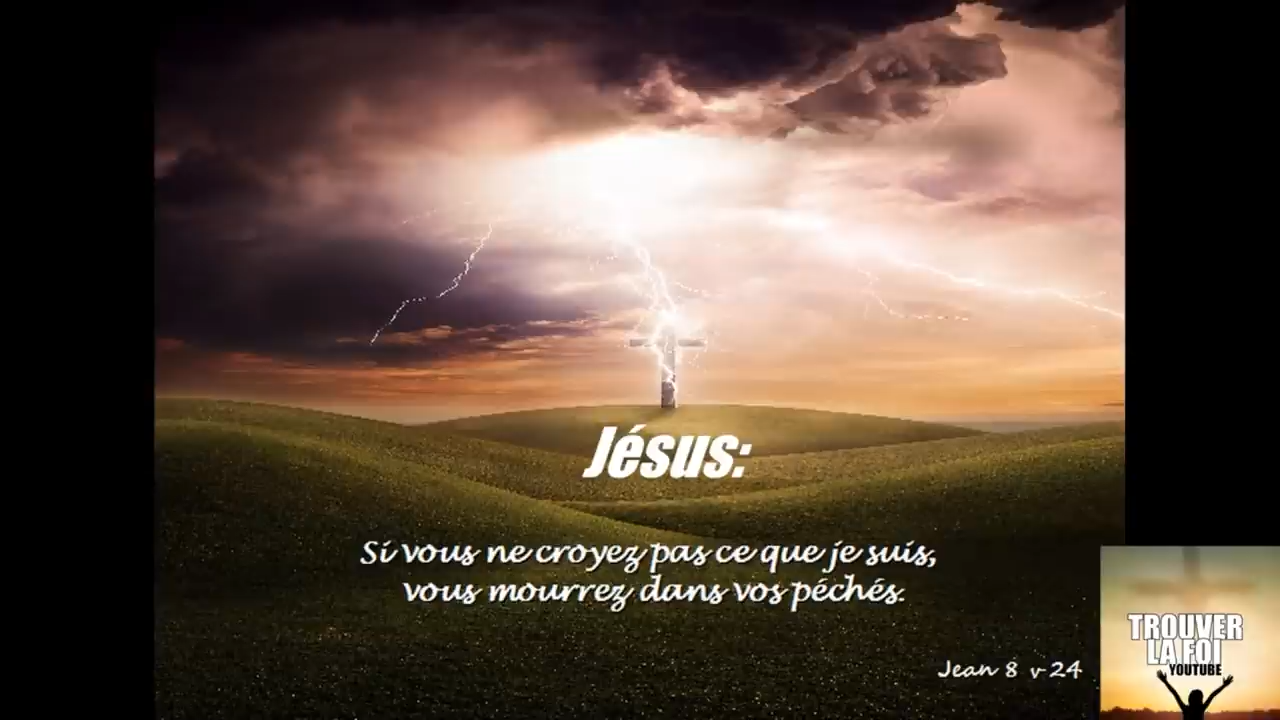 Jésus:
Si vous ne croyez pas ce que je suis,
vous mourrez dans vos péchés.
Jean 8 v 24
TROUVER
LA FOI
YOUTUBE